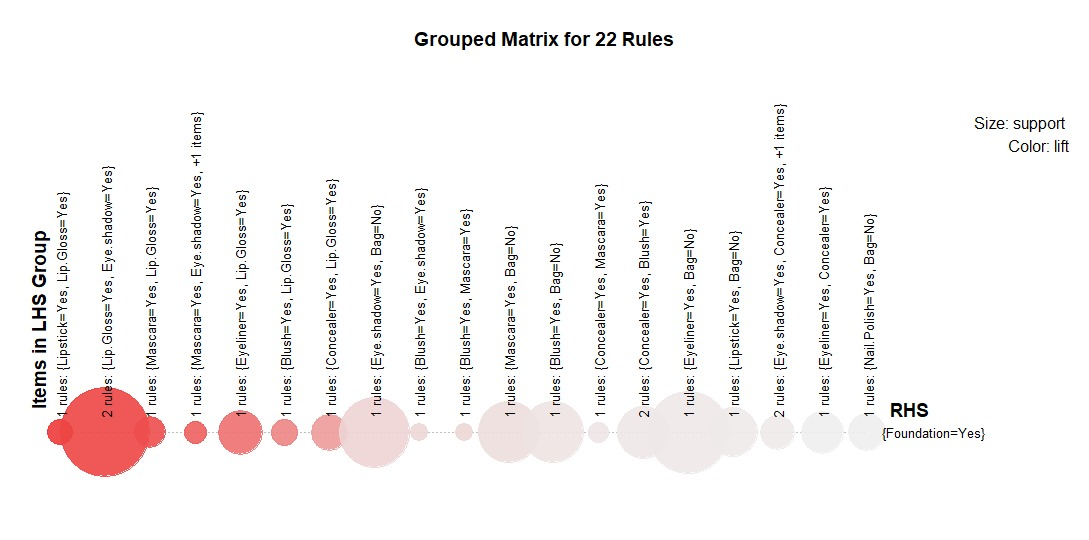 Grouped Matrix for 22 Rules
Size: support
Color: lift
Items in LHS Group
1 rules: {Lipstick=Yes, Lip.Gloss=Yes}
2 rules: {Lip.Gloss=Yes, Eye.shadow=Yes}
1 rules: {Mascara=Yes, Lip.Gloss=Yes}
1 rules: {Mascara=Yes, Eye.shadow=Yes, +1 items}
1 rules: {Eyeliner=Yes, Lip.Gloss=Yes}
1 rules: {Blush=Yes, Lip.Gloss=Yes}
1 rules: {Concealer=Yes, Lip.Gloss=Yes}
1 rules: {Eye.shadow=Yes, Bag=No}
1 rules: {Blush=Yes, Eye.shadow=Yes}
1 rules: {Blush=Yes, Mascara=Yes}
1 rules: {Mascara=Yes, Bag=No}
1 rules: {Blush=Yes, Bag=No}
1 rules: {Concealer=Yes, Mascara=Yes}
2 rules: {Concealer=Yes, Blush=Yes}
1 rules: {Eyeliner=Yes, Bag=No}
1 rules: {Lipstick=Yes, Bag=No}
2 rules: {Eye.shadow=Yes, Concealer=Yes, +1 items}
1 rules: {Eyeliner=Yes, Concealer=Yes}
1 rules: {Nail.Polish=Yes, Bag=No}
RHS
{Foundation=Yes}